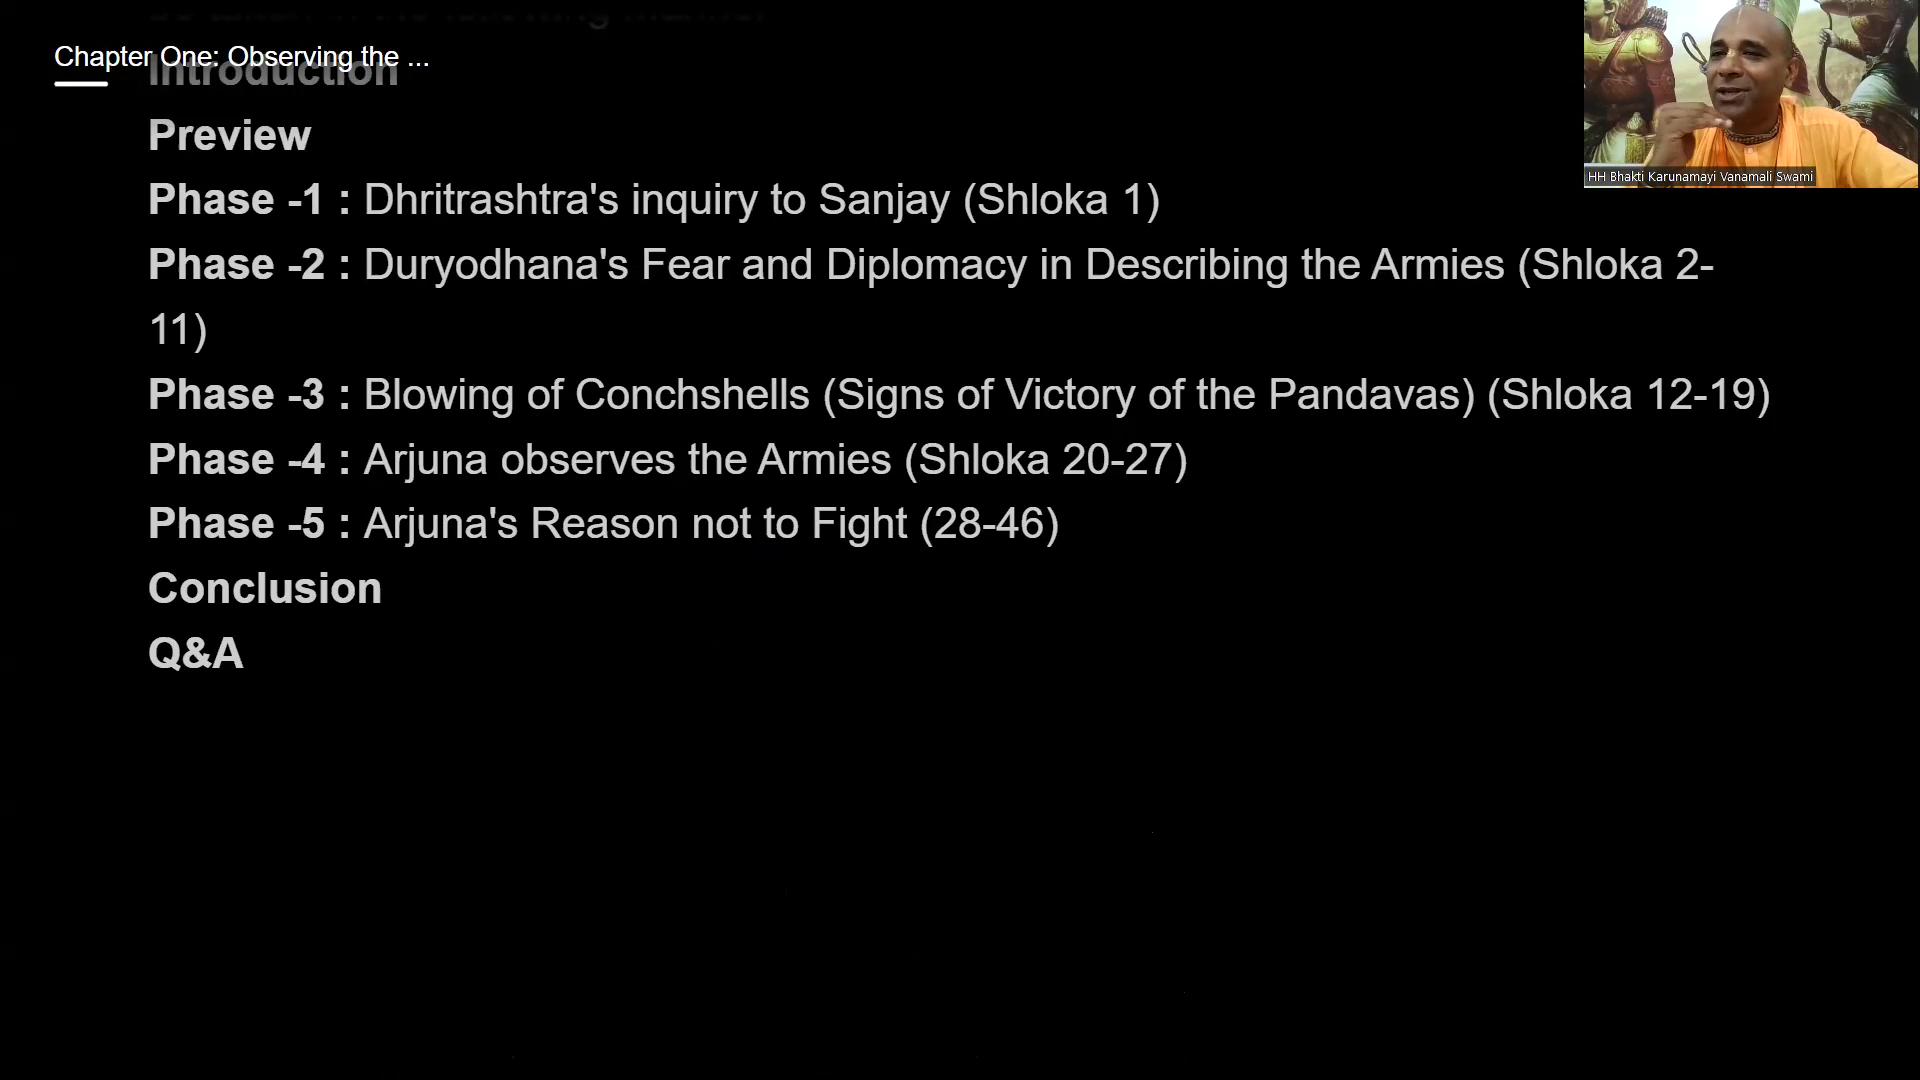 Chapter One: Observing the ...
Introduction
Preview
Phase -1 : Dhritrashtra's inquiry to Sanjay (Shloka 1)
Phase -2 : Duryodhana's Fear and Diplomacy in Describing the Armies (Shloka 2-
11)
Phase -3 : Blowing of Conchshells (Signs of Victory of the Pandavas) (Shloka 12-19)
Phase -4 : Arjuna observes the Armies (Shloka 20-27)
Phase -5 : Arjuna's Reason not to Fight (28-46)
Conclusion
Q&A
HH Bhakti Karunamayi Vanamali Swami